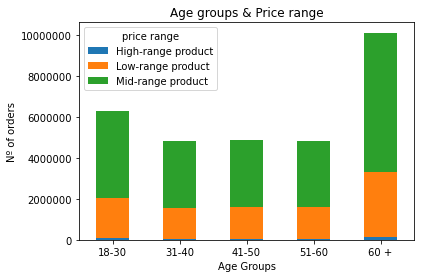 Age groups & Price range
price range
High-range product
Low-range product
Mid-range product
Nº of orders
10000000
8000000
6000000
4000000
2000000
0
18-30 31-40 41-50 51-60 60 +
Age Groups